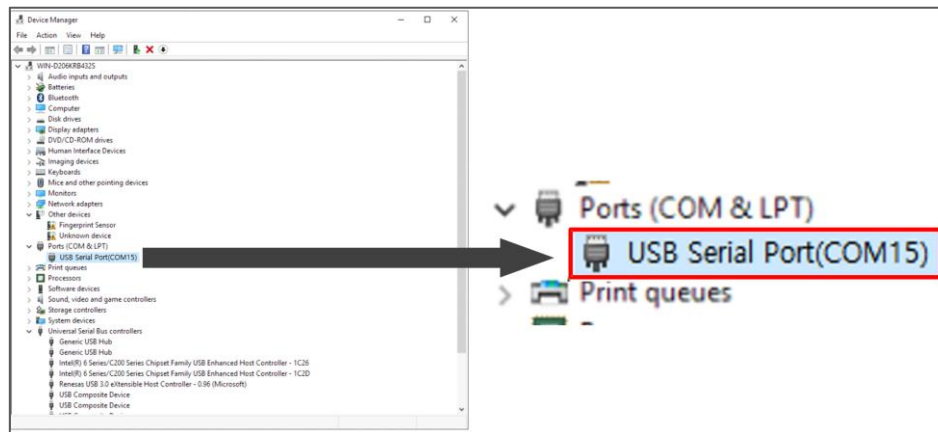 Device Manager
File Action View Help
WIN-D206KRB432S
Audio inputs and outputs
Batteries
Bluetooth
Computer
Disk drives
Display adapters
DVD/CD-ROM drives
Human Interface Devices
Imaging devices
Keyboards
Mice and other pointing devices
Monitors
Network adapters
Other devices
Fingerprint Sensor
Unknown device
Ports (COM & LPT)
USB Serial Port(COM15)
Print queues
Processors
Software devices
Sound, video and game controllers
Storage controllers
System devices
Universal Serial Bus controllers
Generic USB Hub
Generic USB Hub
Intel(R) 6 Series/C200 Series Chipset Family USB Enhanced Host Controller - 1C26
Intel(R) 6 Series/C200 Series Chipset Family USB Enhanced Host Controller - 1C2D
Renesas USB 3.0 eXtensible Host Controller - 0.96 (Microsoft)
USB Composite Device
USB Composite Device
Ports (COM & LPT)
USB Serial Port(COM15)
Print queues